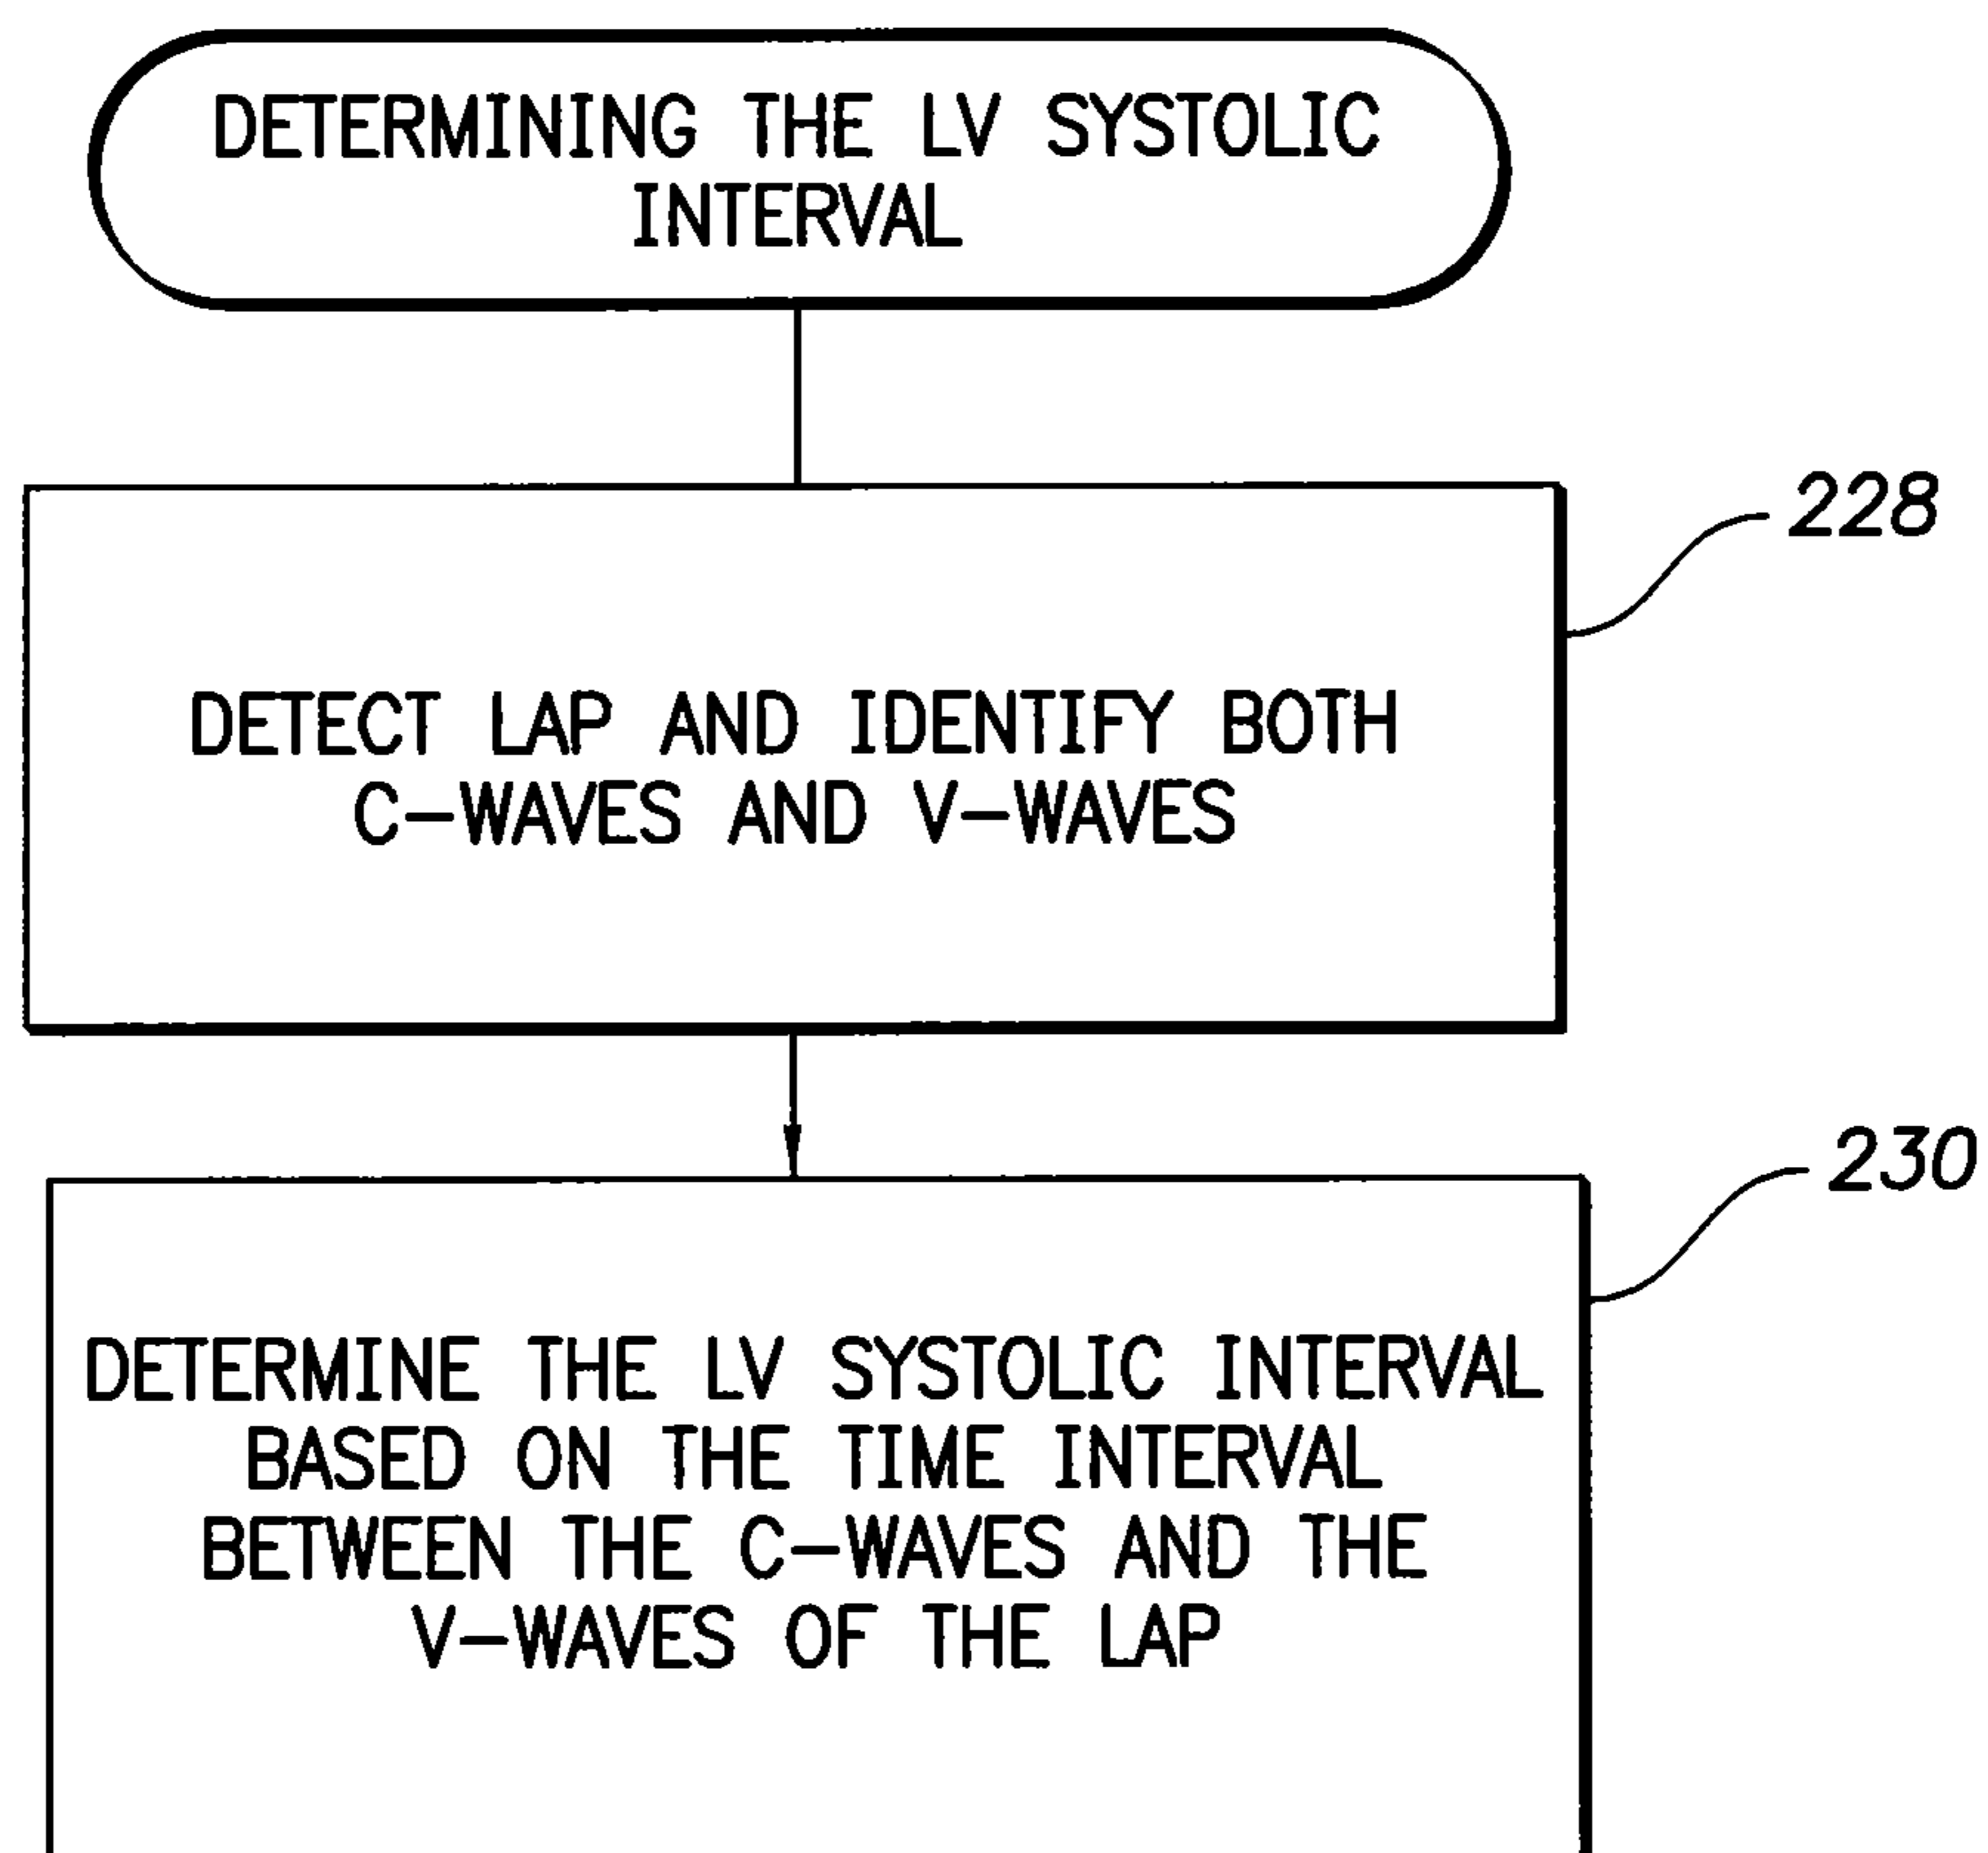 DETERMINING THE LV SYSTOLIC
INTERVAL
228
DETECT LAP AND IDENTIFY BOTH
C-WAVES AND V-WAVES
230
DETERMINE THE LV SYSTOLIC INTERVAL
BASED ON THE TIME INTERVAL
BETWEEN THE C-WAVES AND THE
V-WAVES OF THE LAP